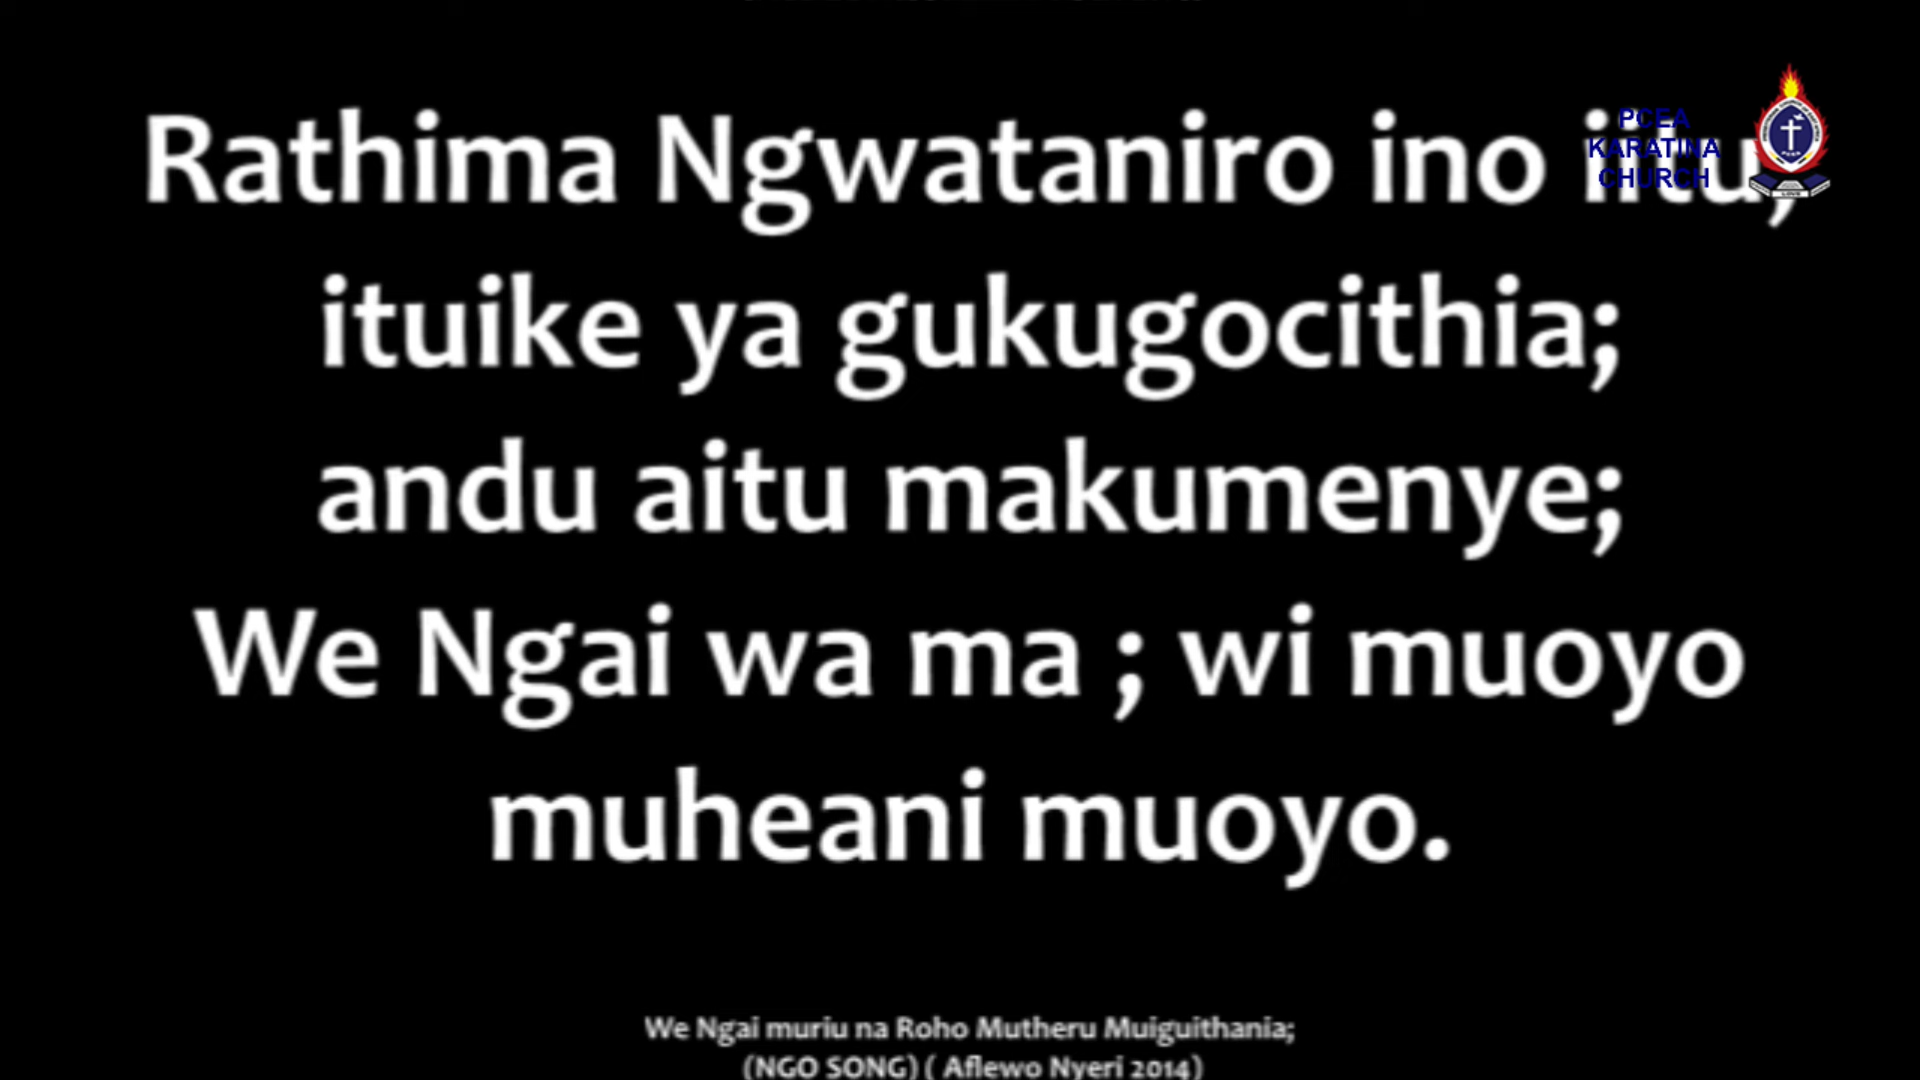 Rathima Ngwataniro ino iitu,
ituike ya gukugocithia;
andu aitu makumenye;
We Ngai wa ma ; wi muoyo
muheani muoyo.
We Ngai muriu na Roho Mutheru Muiguithania;
(NGO SONG) ( Aflewo Nyeri 2014)
PCEA
KARATINA
CHURCH